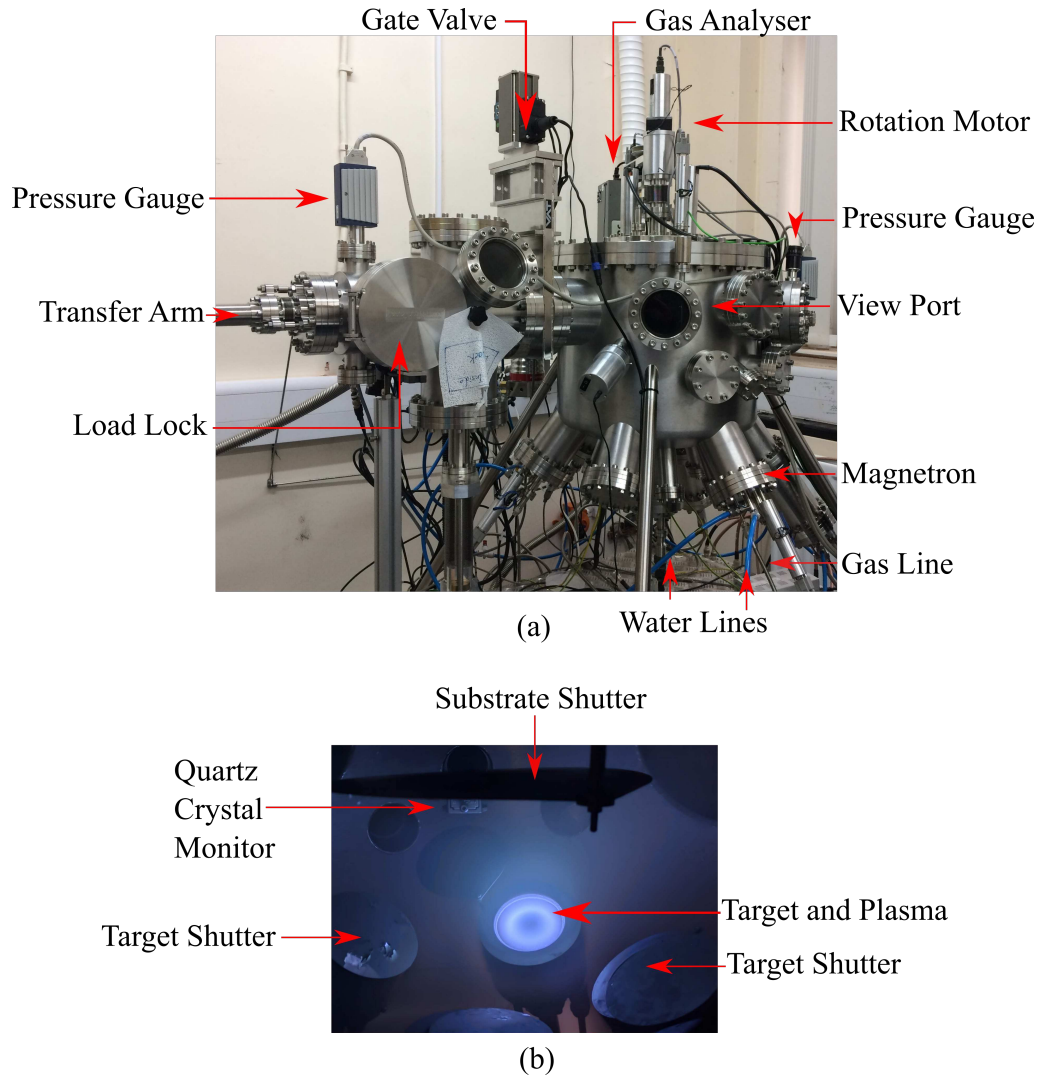 Gate Valve
Gas Analyser
Rotation Motor
Pressure Gauge
Pressure Gauge
Transfer Arm
View Port
Load Lock
Magnetron
Gas Line
Water Lines
(a)
Substrate Shutter
Quartz
Crystal
Monitor
Target Shutter
Target and Plasma
Target Shutter
(b)